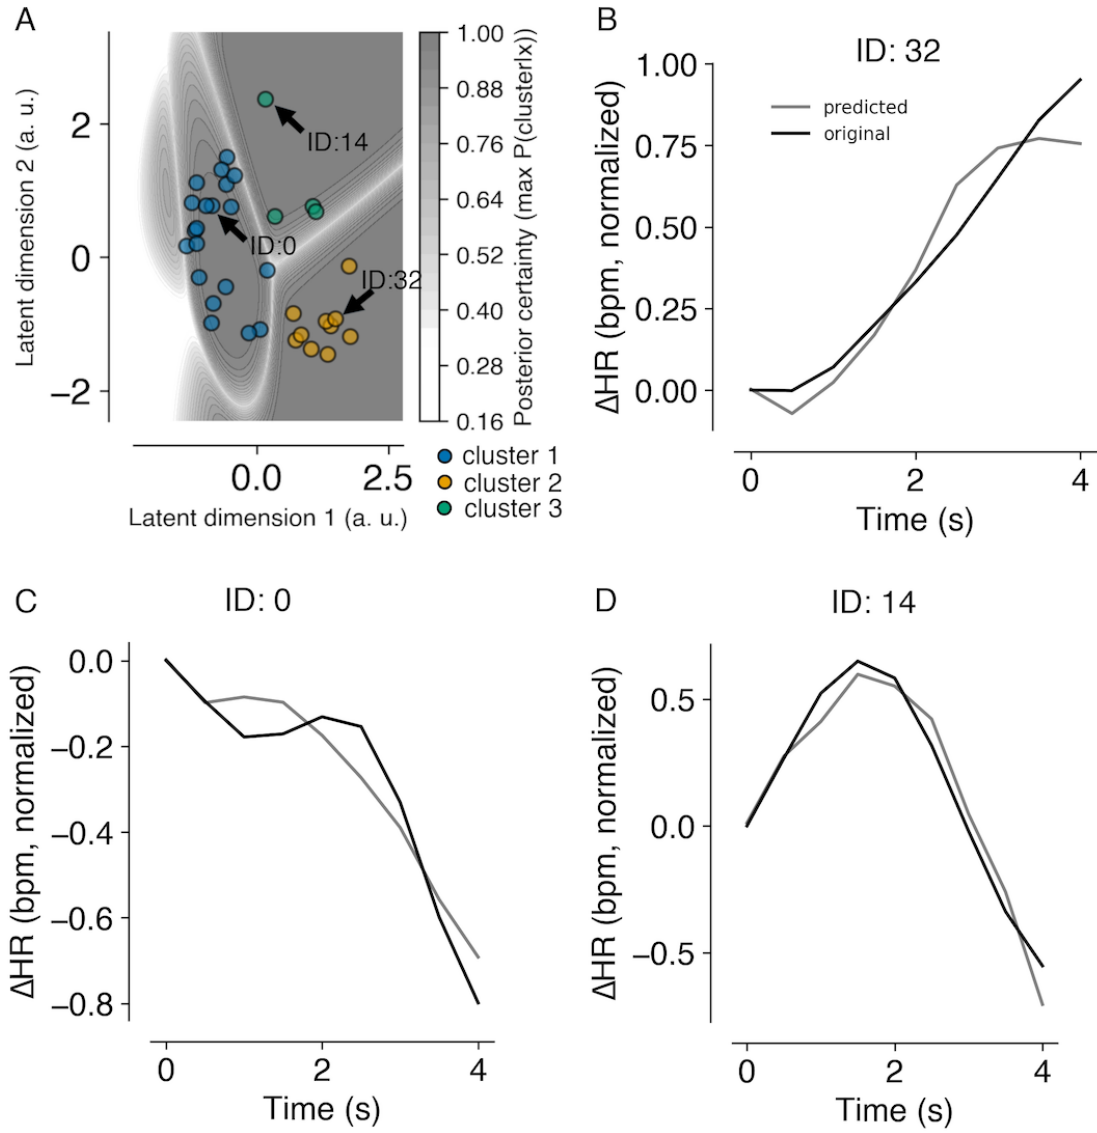 A
Latent dimension 2 (a. u.)
2
0
−2
ID:14
ID:0
ID:32
0.0
2.5
Latent dimension 1 (a. u.)
1.00
0.88
0.76
0.64
0.52
0.40
0.28
0.16
Posterior certainty (max P(cluster|x))
cluster 1
cluster 2
cluster 3
B
ID: 32
ΔHR (bpm, normalized)
1.00
0.75
0.50
0.25
0.00
predicted
original
0 2 4
Time (s)
C
ID: 0
ΔHR (bpm, normalized)
0.0
−0.2
−0.4
−0.6
−0.8
0 2 4
Time (s)
D
ID: 14
ΔHR (bpm, normalized)
0.5
0.0
−0.5
0 2 4
Time (s)